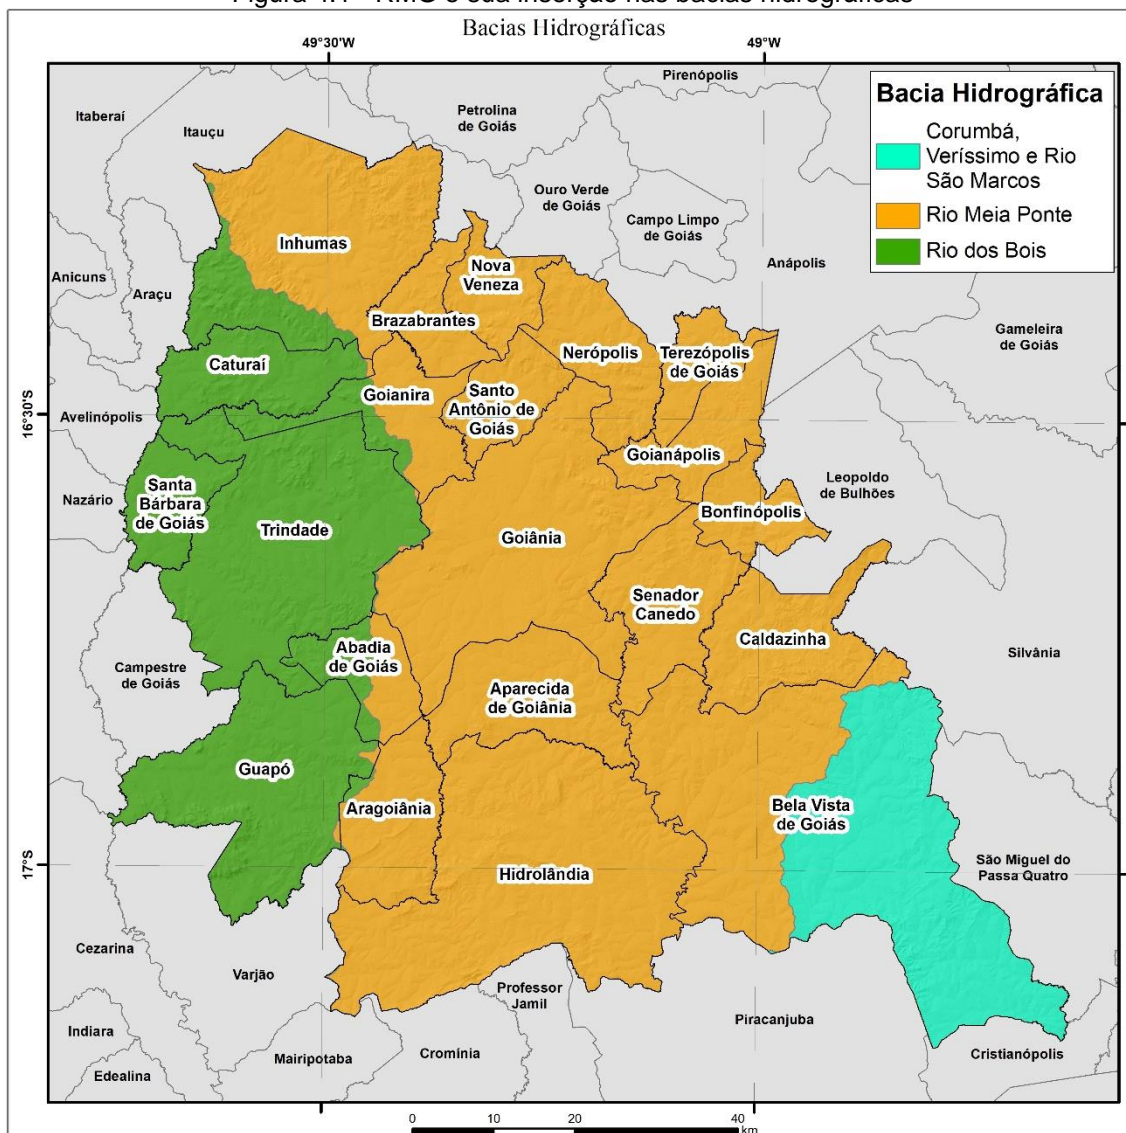 Bacias Hidrográficas
49°30'W
49°W
Pirenópolis
Itaberaí
Petrolina
de Goiás
Itauçu
Bacia Hidrográfica
Corumbá,
Veríssimo e Rio
São Marcos
Rio Meia Ponte
Rio dos Bois
Ouro Verde
de Goiás
Campo Limpo
de Goiás
Inhumas
Anápolis
Anicuns
Araçu
Nova
Veneza
Brazabrantes
Gameleira
de Goiás
Caturaí
Nerópolis
Terezópolis
de Goiás
Goianira
Santo
Antônio de
Goiás
16°30'S
Avelinópolis
Goianápolis
Leopoldo
de Bulhões
Nazário
Santa
Bárbara
de Goiás
Trindade
Goiânia
Bonfinópolis
Senador
Canedo
Caldazinha
Silvânia
Campestre
de Goiás
Abadia
de Goiás
Aparecida
de Goiânia
Guapó
Aragoiânia
Bela Vista
de Goiás
17°S
Hidrolândia
São Miguel do
Passa Quatro
Cezarina
Varjão
Professor
Jamil
Piracanjuba
Indiara
Mairipotaba
Cromínia
Cristianópolis
Edealina
0 10 20 40
km